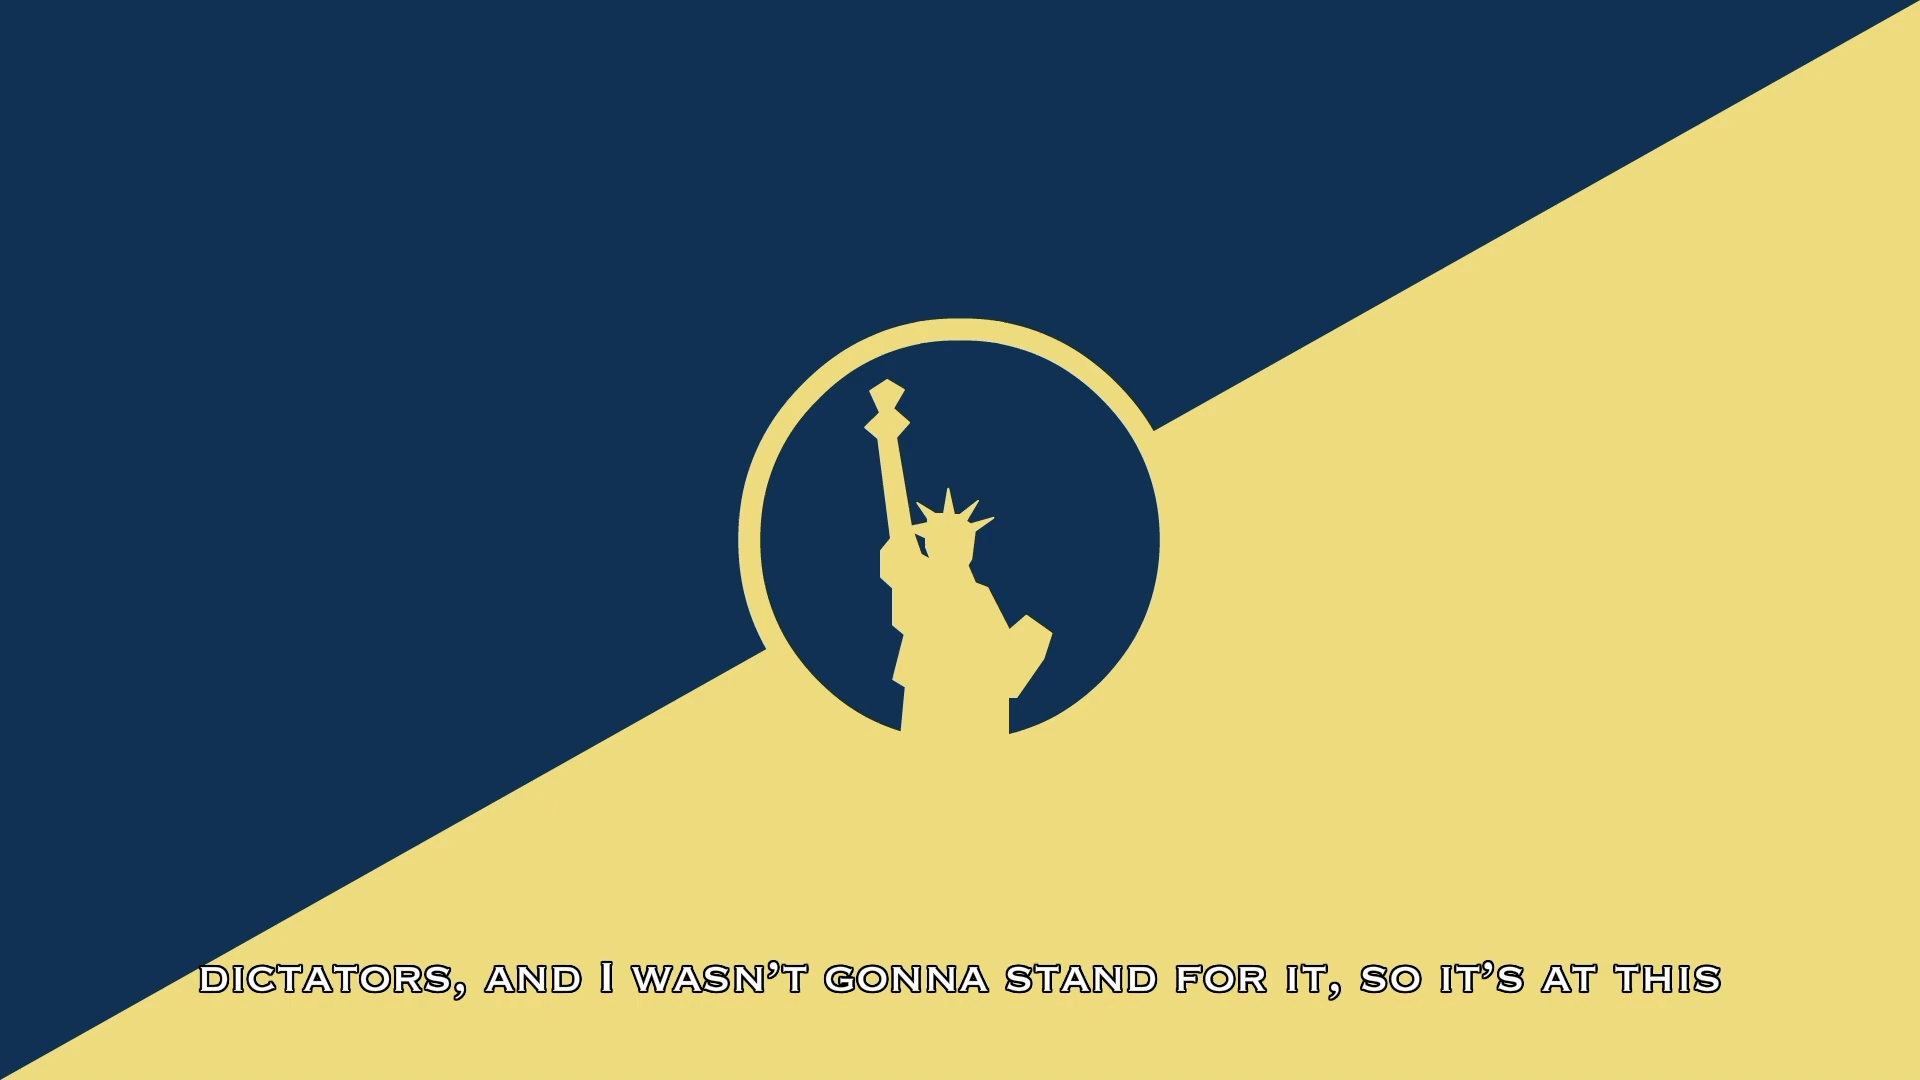 DICTATORS, AND I WASN’T GONNA STAND FOR IT, SO IT’S AT THIS